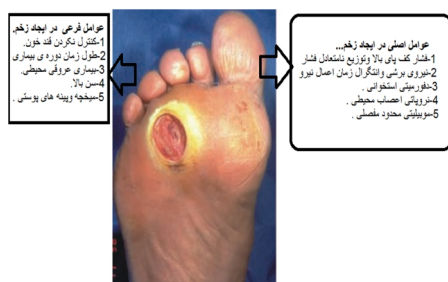 عوامل اصلی در ایجاد زخم...
1-فشار کف پای بالا وتوزیع نامتعادل فشار
2-نیروی برشی وانتگرال زمان اعمال نیرو
3-دفورمیتی استخوانی .
4-نروپاتی اعصاب محیطی .
5-موبیلیتی محدود مفصلی .
عوامل فرعی در ایجاد زخم.
1-کنترل نکردن قند خون.
2-طول زمان دوره ی بیماری
3-بیماری عروقی محیطی.
4-سن بالا.
5-میخچه وپینه های پوستی .